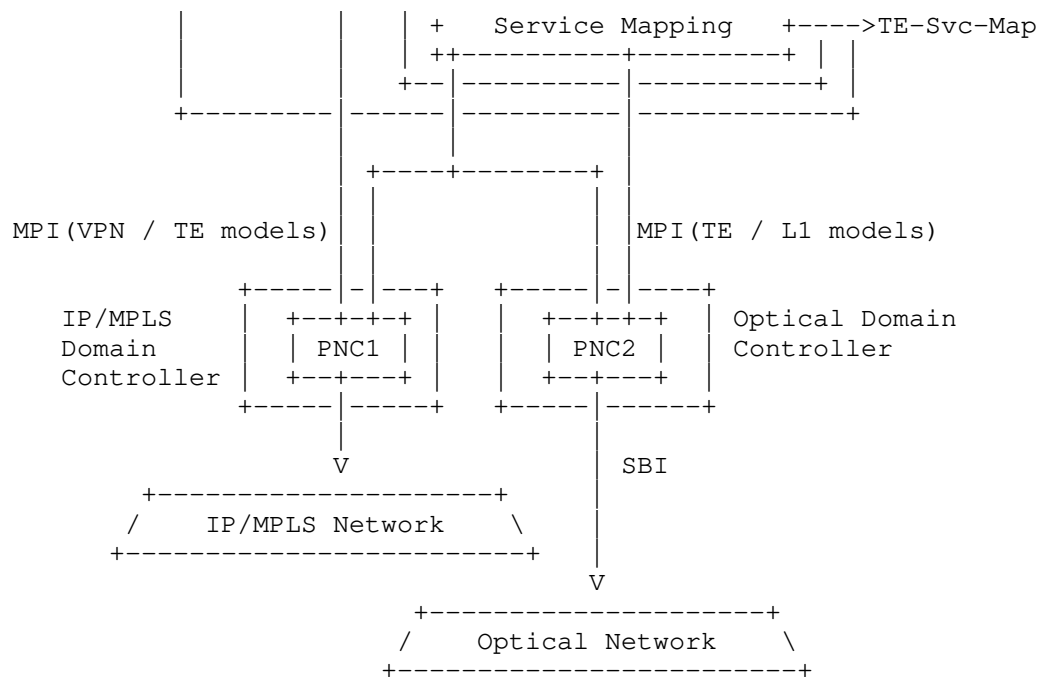 Service Mapping TE-Svc-Map
MPI(VPN / TE models) MPI(TE / L1 models)
IP/MPLS Optical Domain
Domain PNC1 PNC2 Controller
Controller
V SBI
IP/MPLS Network
V
Optical Network